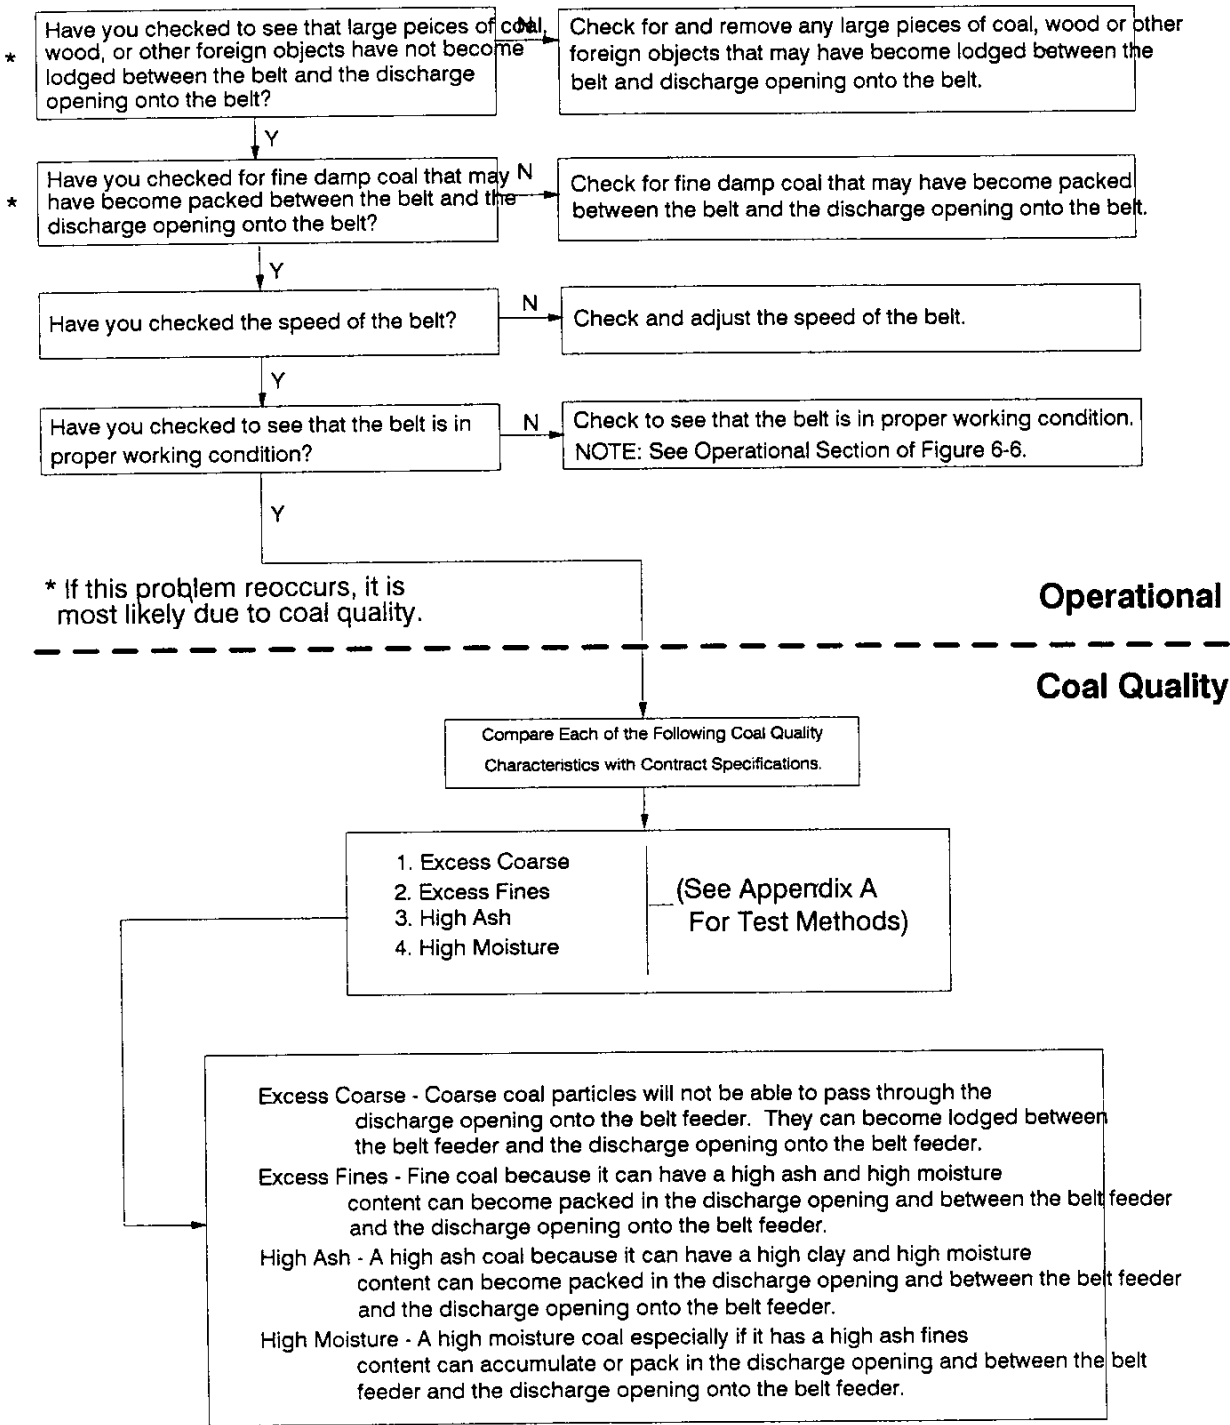 Have you checked to see that large peices of coal,
* wood, or other foreign objects have not become
lodged between the belt and the discharge
opening onto the belt?
N
Check for and remove any large pieces of coal, wood or other
foreign objects that may have become lodged between the
belt and discharge opening onto the belt.
Y
Have you checked for fine damp coal that may
* have become packed between the belt and the
discharge opening onto the belt?
N
Check for fine damp coal that may have become packed
between the belt and the discharge opening onto the belt.
Y
Have you checked the speed of the belt?
N
Check and adjust the speed of the belt.
Y
Have you checked to see that the belt is in
proper working condition?
N
Check to see that the belt is in proper working condition.
NOTE: See Operational Section of Figure 6-6.
Y
* If this problem reoccurs, it is
most likely due to coal quality.
Operational
Coal Quality
Compare Each of the Following Coal Quality
Characteristics with Contract Specifications.
1. Excess Coarse
2. Excess Fines
3. High Ash
4. High Moisture
(See Appendix A
For Test Methods)
Excess Coarse - Coarse coal particles will not be able to pass through the
discharge opening onto the belt feeder. They can become lodged between
the belt feeder and the discharge opening onto the belt feeder.
Excess Fines - Fine coal because it can have a high ash and high moisture
content can become packed in the discharge opening and between the belt feeder
and the discharge opening onto the belt feeder.
High Ash - A high ash coal because it can have a high clay and high moisture
content can become packed in the discharge opening and between the belt feeder
and the discharge opening onto the belt feeder.
High Moisture - A high moisture coal especially if it has a high ash fines
content can accumulate or pack in the discharge opening and between the belt
feeder and the discharge opening onto the belt feeder.